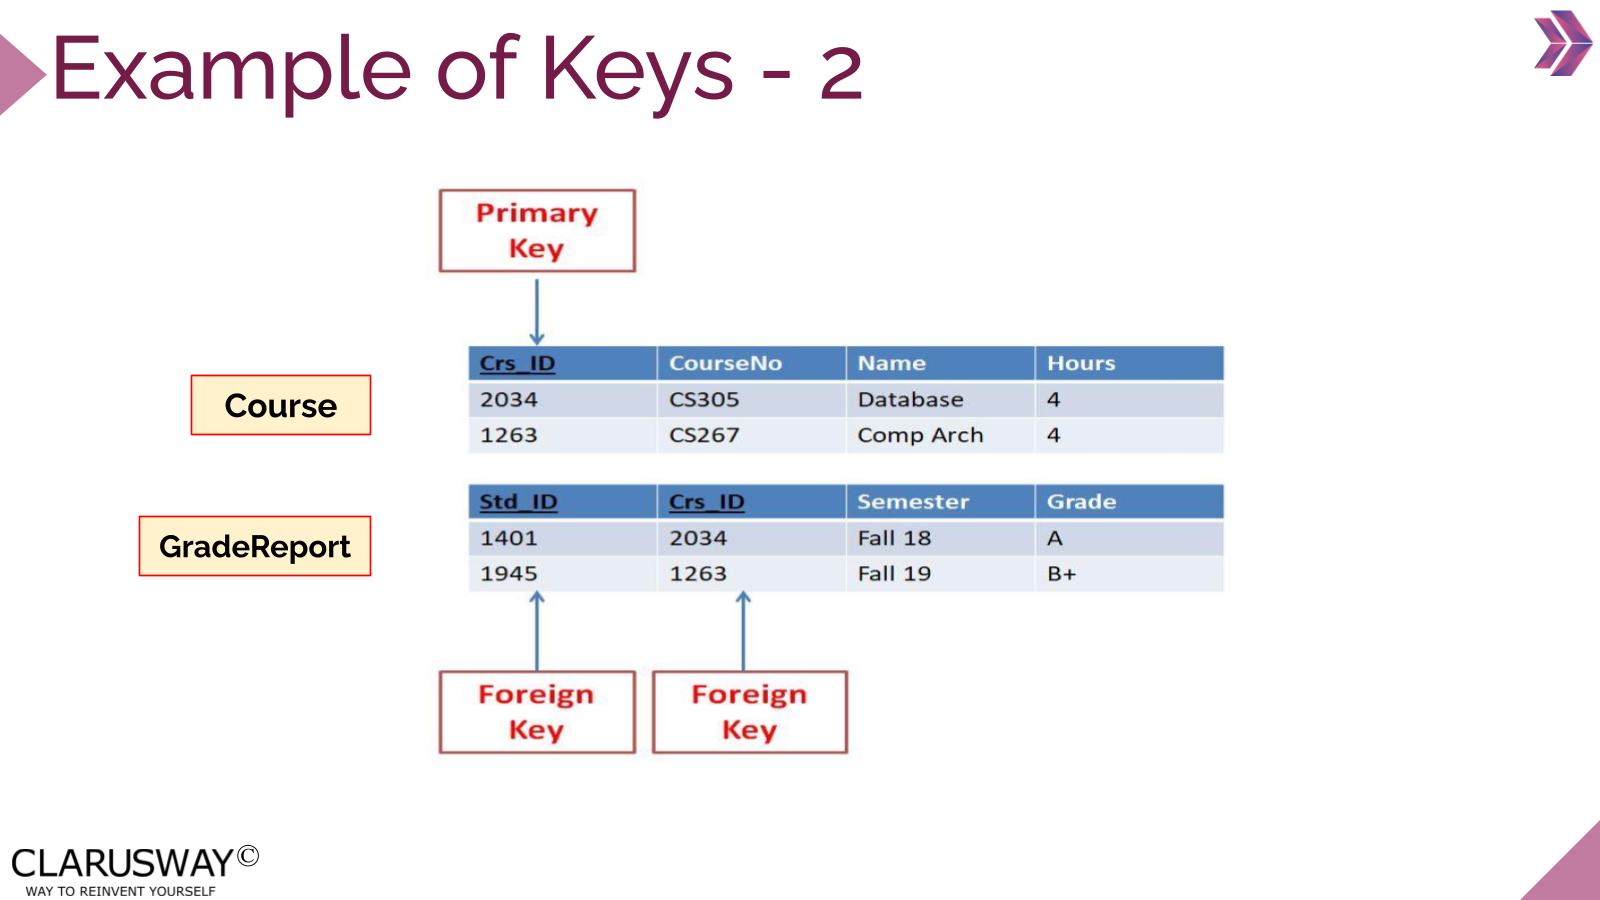 Example of Keys - 2
Primary
Key
Crs_ID CourseNo Name Hours
Course
2034 CS305 Database 4
1263 CS267 Comp Arch 4
Std_ID Crs_ID Semester Grade
GradeReport
1401 2034 Fall 18 A
1945 1263 Fall 19 B+
Foreign
Key
Foreign
Key
CLARUSWAY©
WAY TO REINVENT YOURSELF